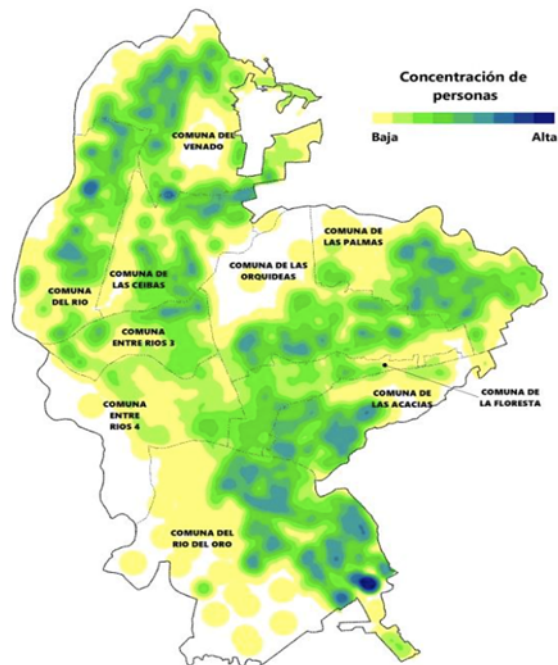 Concentración de
personas
Baja
Alta
COMUNA DEL
VENADO
COMUNA DE
LAS PALMAS
COMUNA DE LAS
ORQUIDEAS
COMUNA DE
LAS CEIBAS
COMUNA
DEL RIO
COMUNA
ENTRE RIOS 3
COMUNA DE
LAS ACACIAS
COMUNA DE
LA FLORESTA
COMUNA
ENTRE
RIOS 4
COMUNA DEL
RIO DEL ORO